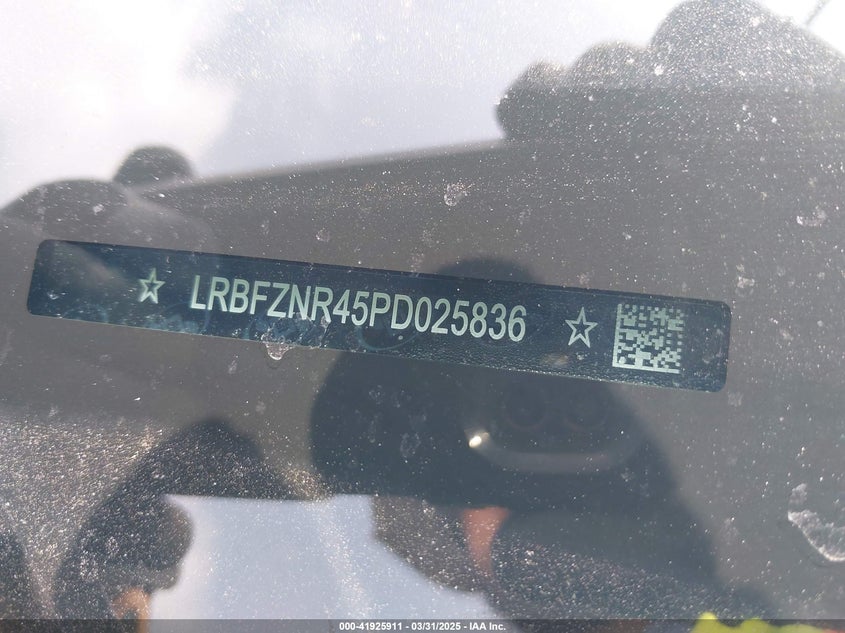 ☆ LRBFZNR45PD025836 ☆
000-41925911 - 03/31/2025 - IAA Inc.